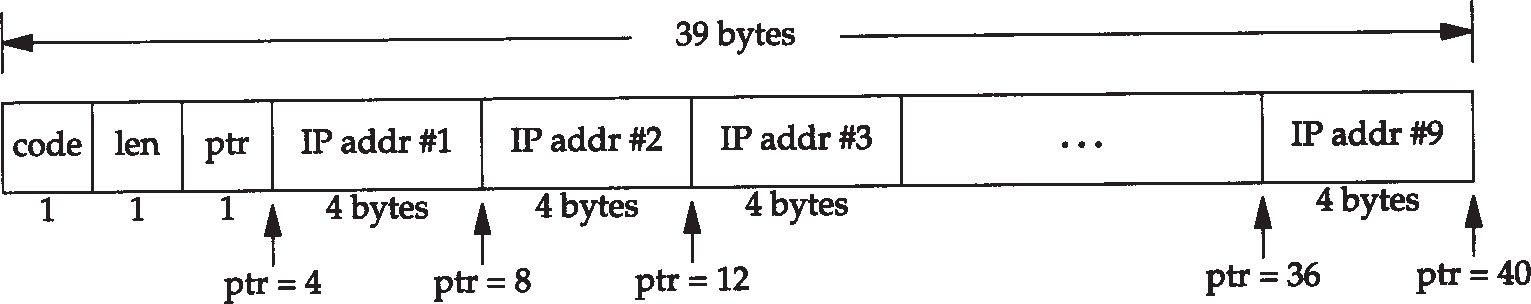 39 bytes
code len ptr IP addr #1 IP addr #2 IP addr #3 ... IP addr #9
1 1 1 4 bytes 4 bytes 4 bytes 4 bytes
ptr = 4 ptr = 8 ptr = 12 ptr = 36 ptr = 40